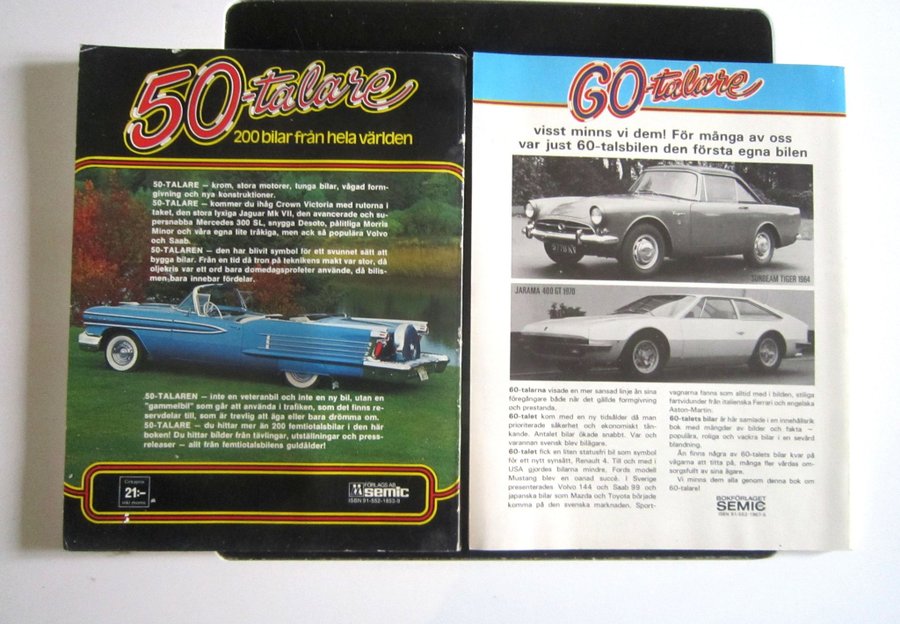 50-talare
200 bilar från hela världen
50-TALARE – krom, stora motorer, tunga bilar, vågad form-
givning och nya konstruktioner.
50-TALARE – kommer du ihåg Crown Victoria med rutorna i
taket, den stora lyxiga Jaguar Mk VII, den avancerade och su-
persnabba Mercedes 300 SL, snygga Desoto, pålitliga Morris
Minor och våra egna lite tråkiga, men ack så populära Volvo
och Saab.
50-TALAREN – den har blivit symbol för ett svunnet sätt att
bygga bilar. Från en tid då tron på teknikens makt var stor, då
oljekris var ett ord bara domedagsprofeter använde, då bilis-
men bara innebar fördelar.
50-TALAREN – inte en veteranbil och inte en ny bil, utan en
"gammelbil" som går att använda i trafiken, som det finns re-
servdelar till, som är trevlig att äga eller bara drömma om.
50-TALARE – du hittar mer än 200 femtiotalsbilar i den här
boken! Du hittar bilder från tävlingar, utställningar och press-
releaser – allt från femtiotalsbilens guldålder!
Cirkapris
21:–
inkl moms
FÖRLAGS AB
semic
ISBN 91-552-1603-8
60-talare
visst minns vi dem! För många av oss
var just 60-talsbilen den första egna bilen
SUNBEAM TIGER 1964
JARAMA 400 GT 1970
60-talarna visade en mer sansad linje än sina
föregångare både när det gällde formgivning
och prestanda.
60-talet kom med en ny tidsålder då man
prioriterade säkerhet och ekonomiskt tän-
kande. Antalet bilar ökade snabbt. Var och
varannan svensk blev bilägare.
60-talet fick en liten statusfri bil som symbol
för ett nytt synsätt, Renault 4. Till och med i
USA gjordes bilarna mindre. Fords modell
Mustang blev en oanad succé. I Sverige
presenterades Volvo 144 och Saab 99 och
japanska bilar som Mazda och Toyota började
komma på den svenska marknaden. Sport-
vagnarna fanns som alltid med i bilden, stiliga
fartvidunder från italienska Ferrari och engelska
Aston-Martin.
60-talets bilar är här samlade i en innehållsrik
bok med mängder av bilder och fakta –
populära, roliga och vackra bilar i en sevärd
blandning.
Än finns några av 60-talets bilar kvar på
vägarna att titta på, många fler vårdas om-
sorgsfullt av sina ägare.
Vi minns dem alla genom denna bok om
60-talare!
BOKFÖRLAGET
SEMIC